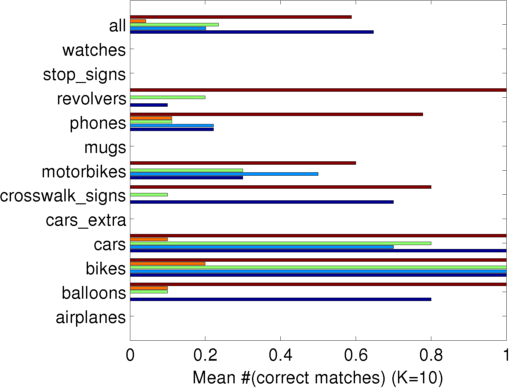 all
watches
stop_signs
revolvers
phones
mugs
motorbikes
crosswalk_signs
cars_extra
cars
bikes
balloons
airplanes
0 0.2 0.4 0.6 0.8 1
Mean #(correct matches) (K=10)